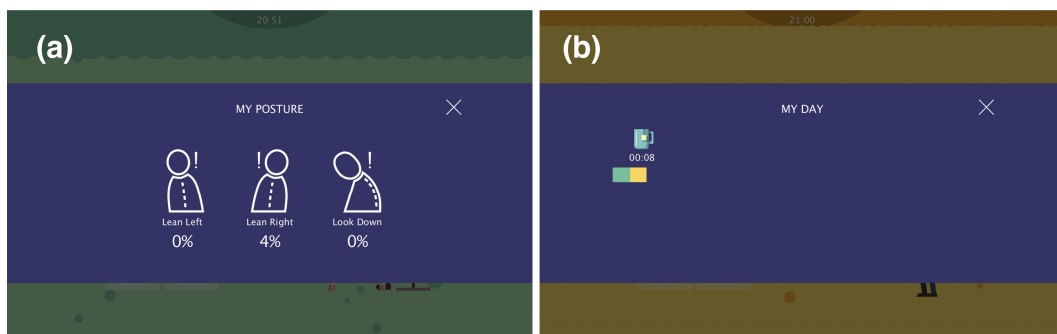 (a)
20 51
MY POSTURE
! ! !
Lean Left Lean Right Look Down
0% 4% 0%
(b)
21:00
MY DAY
00:08